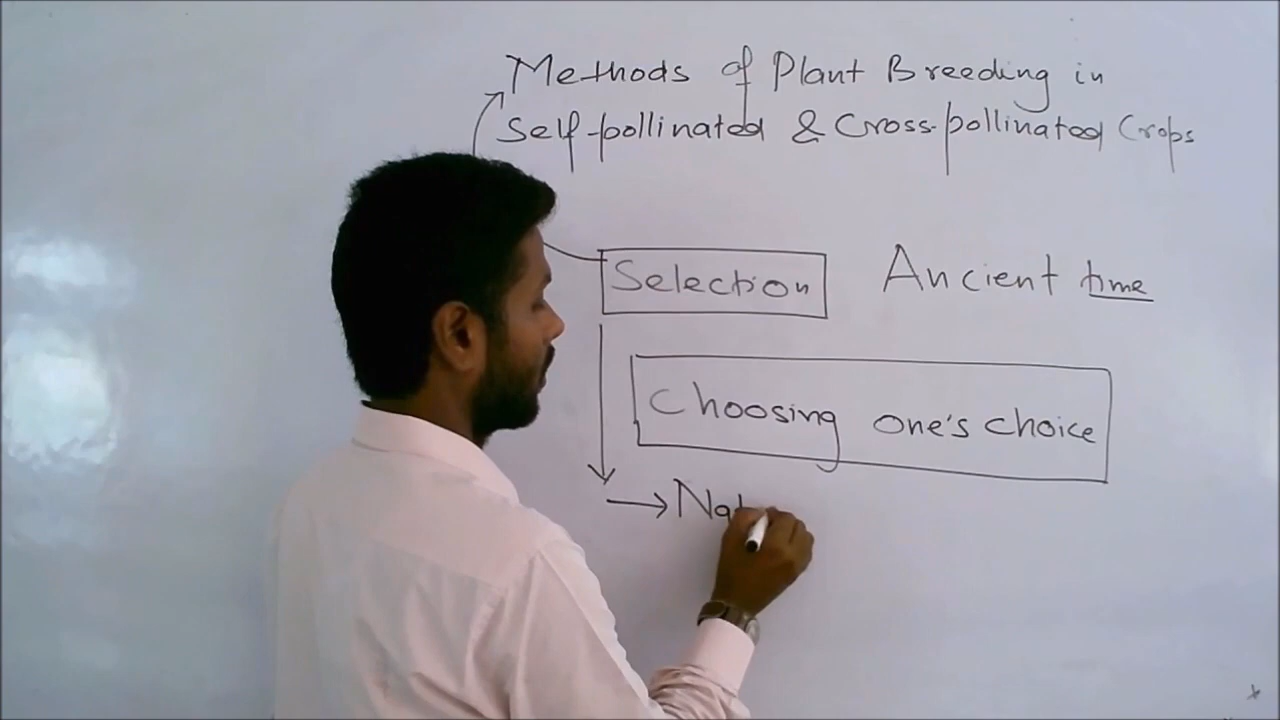 Methods of Plant Breeding in
Self-pollinated & Cross-pollinated Crops
Selection Ancient time
Choosing one's choice